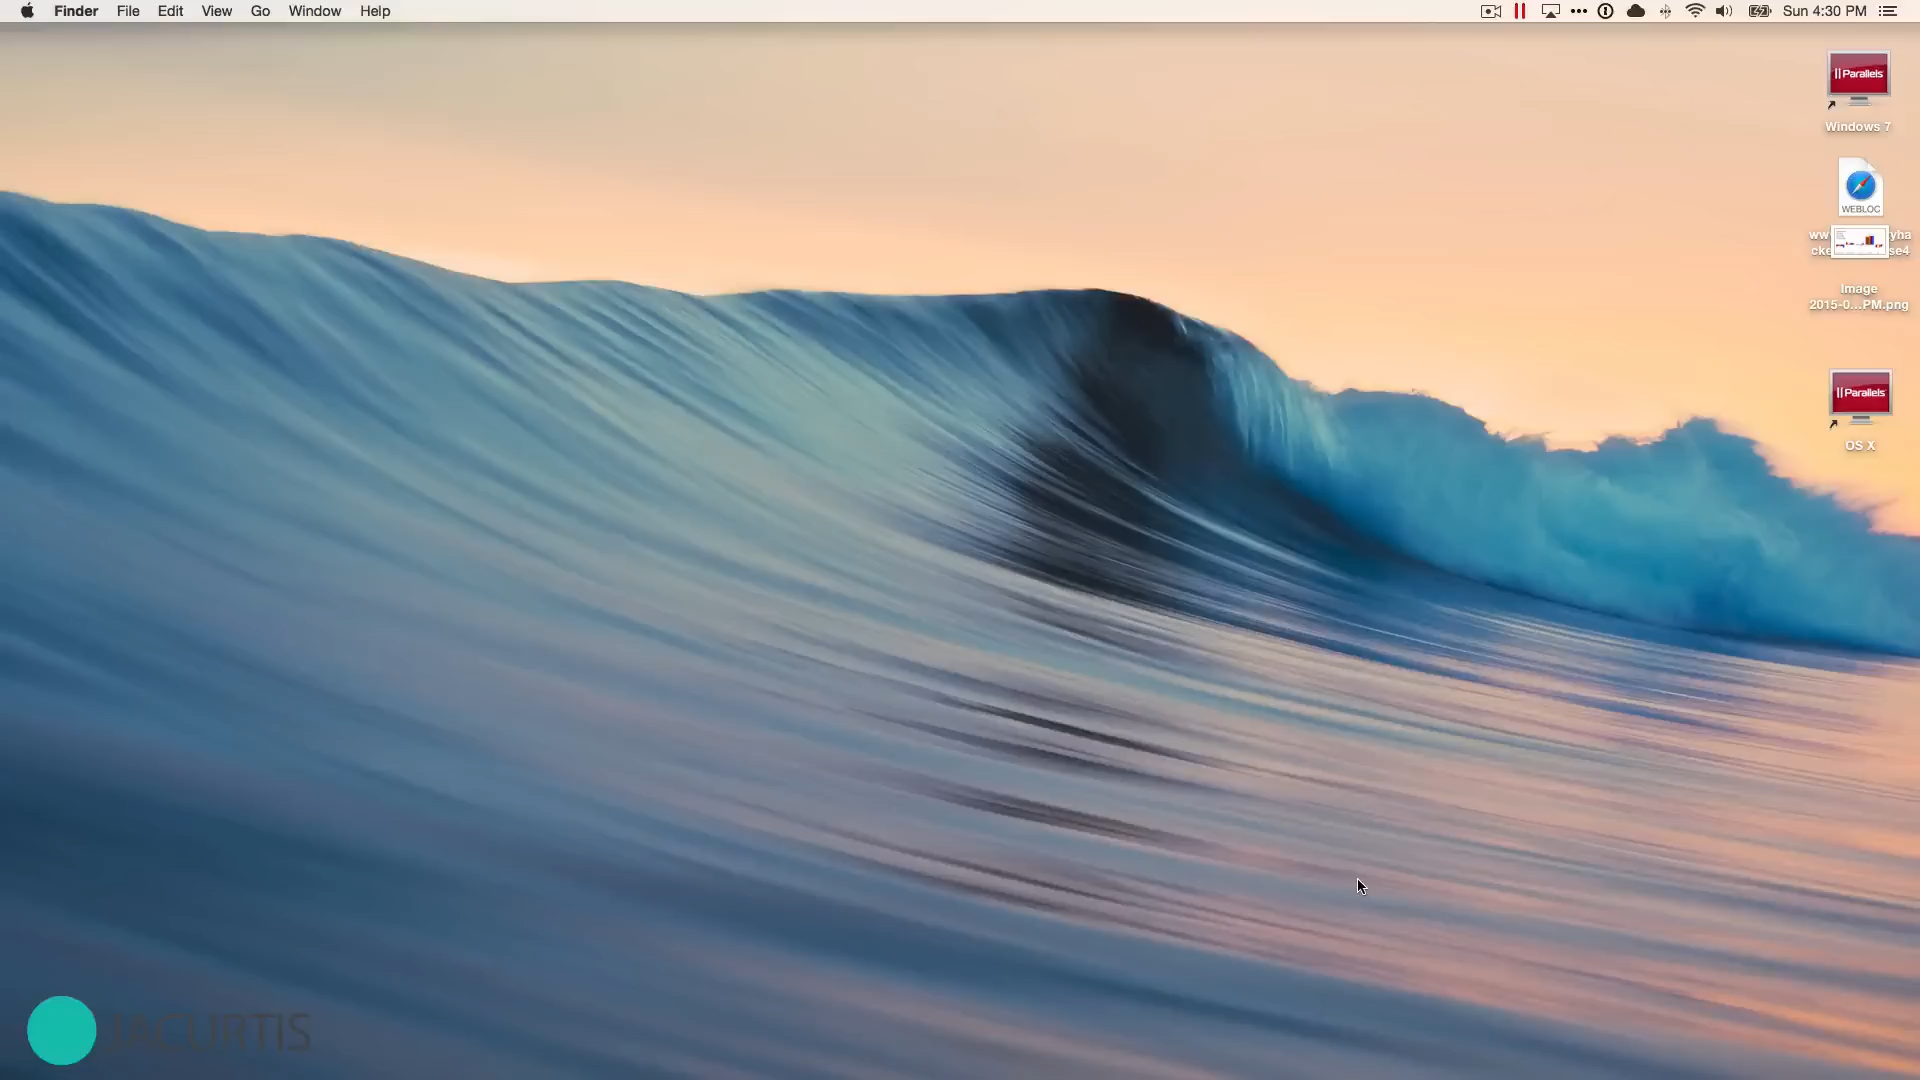 Finder File Edit View Go Window Help
Sun 4:30 PM
|| Parallels
Windows 7
WEBLOC
Image
2015-0...PM.png
|| Parallels
OS X
JACURTIS